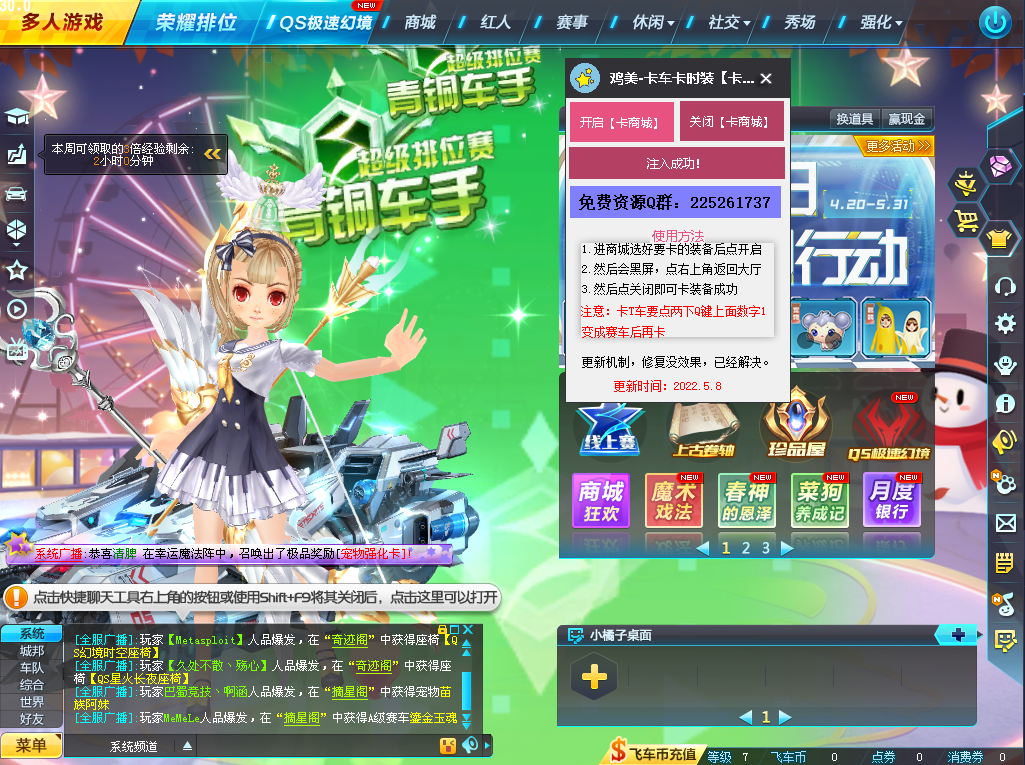 30.0
多人游戏 荣耀排位 QS极速幻境 NEW 商城 红人 赛事 休闲 社交 秀场 强化
超级排位赛
青铜车手
超级排位赛
青铜车手
本周可领取的5倍经验剩余:
2小时0分钟
鸡美-卡车卡时装【卡...
开启【卡商城】 关闭【卡商城】
注入成功!
免费资源Q群: 225261737
使用方法
1.进商城选好要卡的装备后点开启
2.然后会黑屏，点右上角返回大厅
3.然后点关闭即可卡装备成功
注意：卡T车要点两下Q键上面数字1
变成赛车后再卡
更新机制，修复没效果，已经解决。
更新时间：2022.5.8
换道具 赢现金
更多活动>>
日
4.20-5.31
行动
线上赛 上古卷轴 珍品屋 NEW QS极速幻境
商城
狂欢
NEW
魔术
戏法
NEW
春神
的恩泽
NEW
菜狗
养成记
NEW
月度
银行
1 2 3
系统广播:恭喜清脾 在幸运魔法阵中，召唤出了极品奖励[宠物强化卡]!
点击快捷聊天工具右上角的按钮或使用Shift+F9将其关闭后，点击这里可以打开
系统
城邦
车队
综合
世界
好友
[全服广播]:玩家【Metasploit】人品爆发，在“奇迹阁”中获得座椅【Q
S幻境时空座椅】
[全服广播]:玩家【久处不散丶殇心】人品爆发，在“奇迹阁”中获得座
椅【QS星火长夜座椅】
[全服广播]:玩家巴蜀竞技丶啊涵人品爆发，在“摘星阁”中获得宠物苗
族阿妹
[全服广播]:玩家MeMeLe人品爆发，在“摘星阁”中获得A级赛车鎏金玉魂
菜单 系统频道
小橘子桌面
1
飞车币充值 等级 7 飞车币 0 点券 0 消费券 0